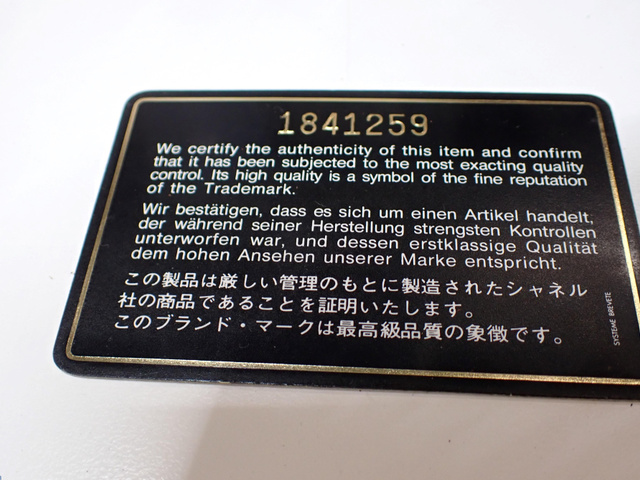 1841259
We certify the authenticity of this item and confirm
that it has been subjected to the most exacting quality
control. Its high quality is a symbol of the fine reputation
of the Trademark.
Wir bestätigen, dass es sich um einen Artikel handelt,
der während seiner Herstellung strengsten Kontrollen
unterworfen war, und dessen erstklassige Qualität
dem hohen Ansehen unserer Marke entspricht.
この製品は厳しい管理のもとに製造されたシャネル
社の商品であることを証明いたします。
このブランド・マークは最高級品質の象徴です。
SYSTEME BREVETE